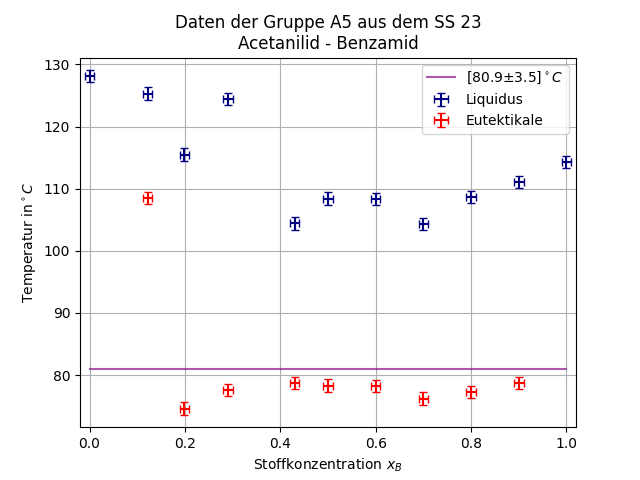 Daten der Gruppe A5 aus dem SS 23
Acetanilid - Benzamid
[80.9±3.5]°C
Liquidus
Eutektikale
Temperatur in °C
130
120
110
100
90
80
0.0 0.2 0.4 0.6 0.8 1.0
Stoffkonzentration x_B